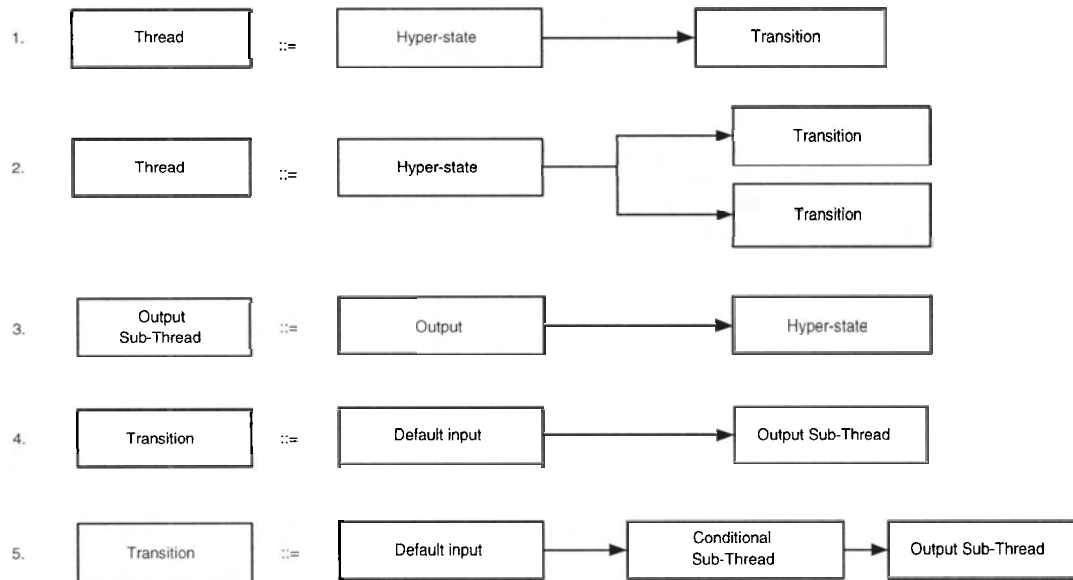 1. Thread ::= Hyper-state Transition
2. Thread ::= Hyper-state Transition
Transition
3. Output
Sub-Thread ::= Output Hyper-state
4. Transition ::= Default input Output Sub-Thread
5. Transition ::= Default input Conditional
Sub-Thread Output Sub-Thread